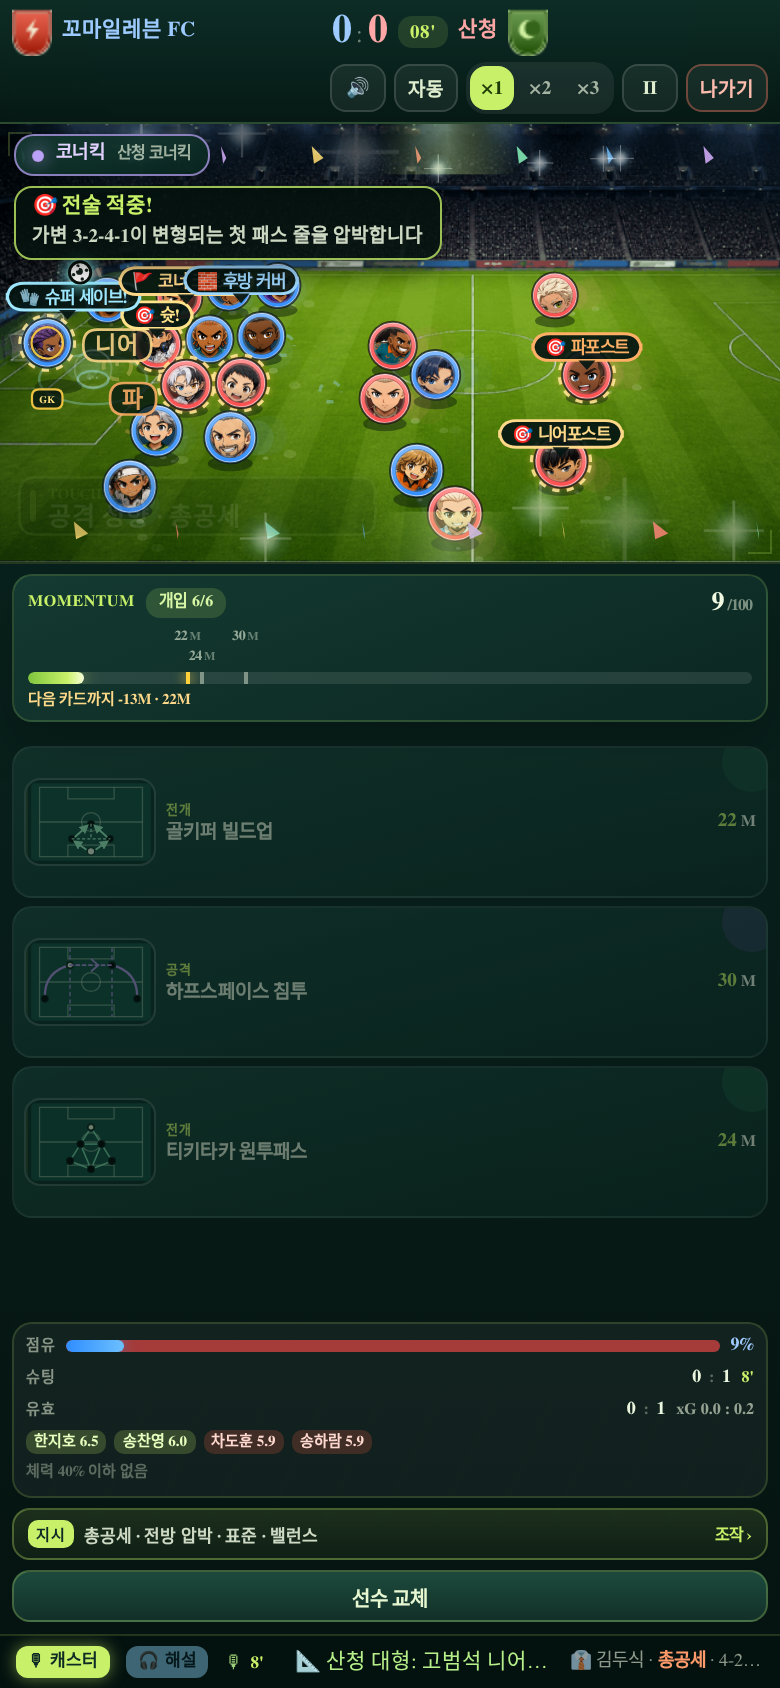 꼬마일레븐 FC
0 : 0 08' 산청
🔊 자동 ×1 ×2 ×3 II 나가기
코너킥 산청 코너킥
🎯 전술 적중!
가변 3-2-4-1이 변형되는 첫 패스 줄을 압박합니다
🧤 슈퍼 세이브!
🚩 코너
🧱 후방 커버
🎯 슛!
니어
🎯 파포스트
GK
파
🎯 니어포스트
MOMENTUM 개입 6/6 9 /100
22 M 30 M
24 M
다음 카드까지 -13M · 22M
전개
골키퍼 빌드업
22 M
공격
하프스페이스 침투
30 M
전개
티키타카 원투패스
24 M
점유 9%
슈팅 0 : 1 8'
유효 0 : 1 xG 0.0 : 0.2
한지호 6.5 송찬영 6.0 차도훈 5.9 송하람 5.9
체력 40% 이하 없음
지시 총공세 · 전방 압박 · 표준 · 밸런스 조작 ›
선수 교체
🎙 캐스터 🎧 해설 🎙 8' 📐 산청 대형: 고범석 니어… 👔 김두식 · 총공세 · 4-2…